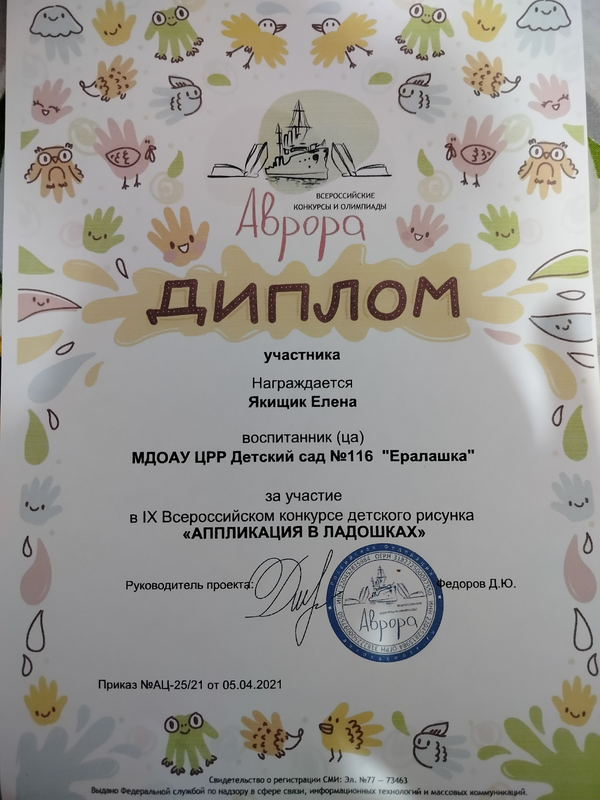 ВСЕРОССИЙСКИЕ
КОНКУРСЫ И ОЛИМПИАДЫ
Аврора
ДИПЛОМ
участника
Награждается
Якищик Елена
воспитанник (ца)
МДОАУ ЦРР Детский сад №116 "Ералашка"
за участие
в IX Всероссийском конкурсе детского рисунка
«АППЛИКАЦИЯ В ЛАДОШКАХ»
Руководитель проекта:
Аврора
Федоров Д.Ю.
Приказ №АЦ-25/21 от 05.04.2021
Свидетельство о регистрации СМИ: Эл. №77 – 73463
Выдано Федеральной службой по надзору в сфере связи, информационных технологий и массовых коммуникаций.